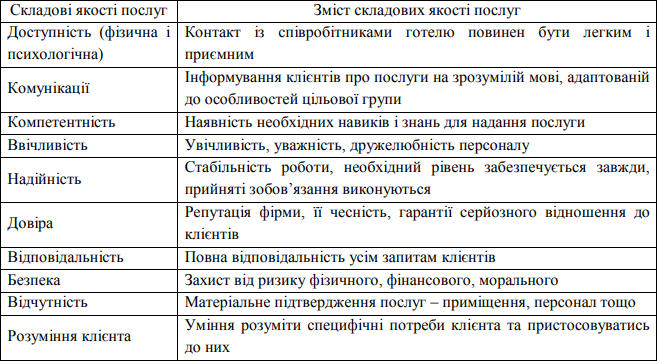 Складові якості послуг Зміст складових якості послуг
Доступність (фізична і психологічна) Контакт із співробітниками готелю повинен бути легким і приємним
Комунікації Інформування клієнтів про послуги на зрозумілій мові, адаптованій до особливостей цільової групи
Компетентність Наявність необхідних навиків і знань для надання послуги
Ввічливість Увічливість, уважність, дружелюбність персоналу
Надійність Стабільність роботи, необхідний рівень забезпечується завжди, прийняті зобов’язання виконуються
Довіра Репутація фірми, її чесність, гарантії серйозного відношення до клієнтів
Відповідальність Повна відповідальність усім запитам клієнтів
Безпека Захист від ризику фізичного, фінансового, морального
Відчутність Матеріальне підтвердження послуг – приміщення, персонал тощо
Розуміння клієнта Уміння розуміти специфічні потреби клієнта та пристосовуватись до них